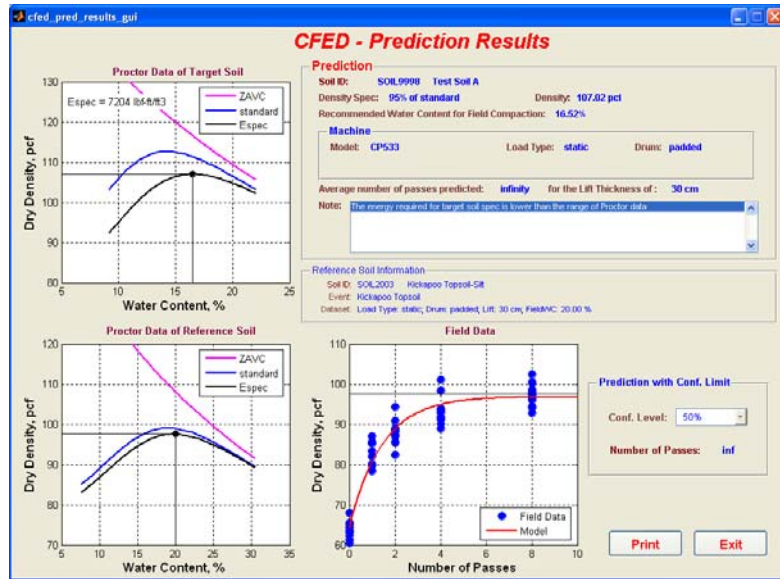 cfed_pred_results_gui
CFED - Prediction Results
Proctor Data of Target Soil
Espec = 7204 lbf-ft/ft3
ZAVC
standard
Espec
130
120
110
100
90
80
5 10 15 20 25
Dry Density, pcf
Water Content, %
Prediction
Soil ID: SOIL9998 Test Soil A
Density Spec: 95% of standard Density: 107.02 pcf
Recommended Water Content for Field Compaction: 16.52%
Machine
Model: CP533 Load Type: static Drum: padded
Average number of passes predicted: infinity for the Lift Thickness of : 30 cm
Note: The energy required for target soil spec is lower than the range of Proctor data
Reference Soil Information
Soil ID: SOIL2003 Kickapoo Topsoil-Silt
Event: Kickapoo Topsoil
Dataset: Load Type: static; Drum: padded; Lift: 30 cm; FieldWC: 20.00 %
Proctor Data of Reference Soil
ZAVC
standard
Espec
120
110
100
90
80
70
5 10 15 20 25 30 35
Dry Density, pcf
Water Content, %
Field Data
110
100
90
80
70
60
0 2 4 6 8 10
Dry Density, pcf
Number of Passes
Field Data
Model
Prediction with Conf. Limit
Conf. Level: 50%
Number of Passes: inf
Print Exit